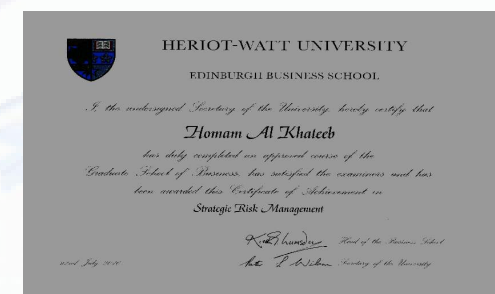 HERIOT-WATT UNIVERSITY
EDINBURGH BUSINESS SCHOOL
I, the undersigned Secretary of the University, hereby certify that
Homam Al Khateeb
has duly completed an approved course of the
Graduate School of Business, has satisfied the examiners and has
been awarded this Certificate of Achievement in
Strategic Risk Management
Head of the Business School
Secretary of the University
July